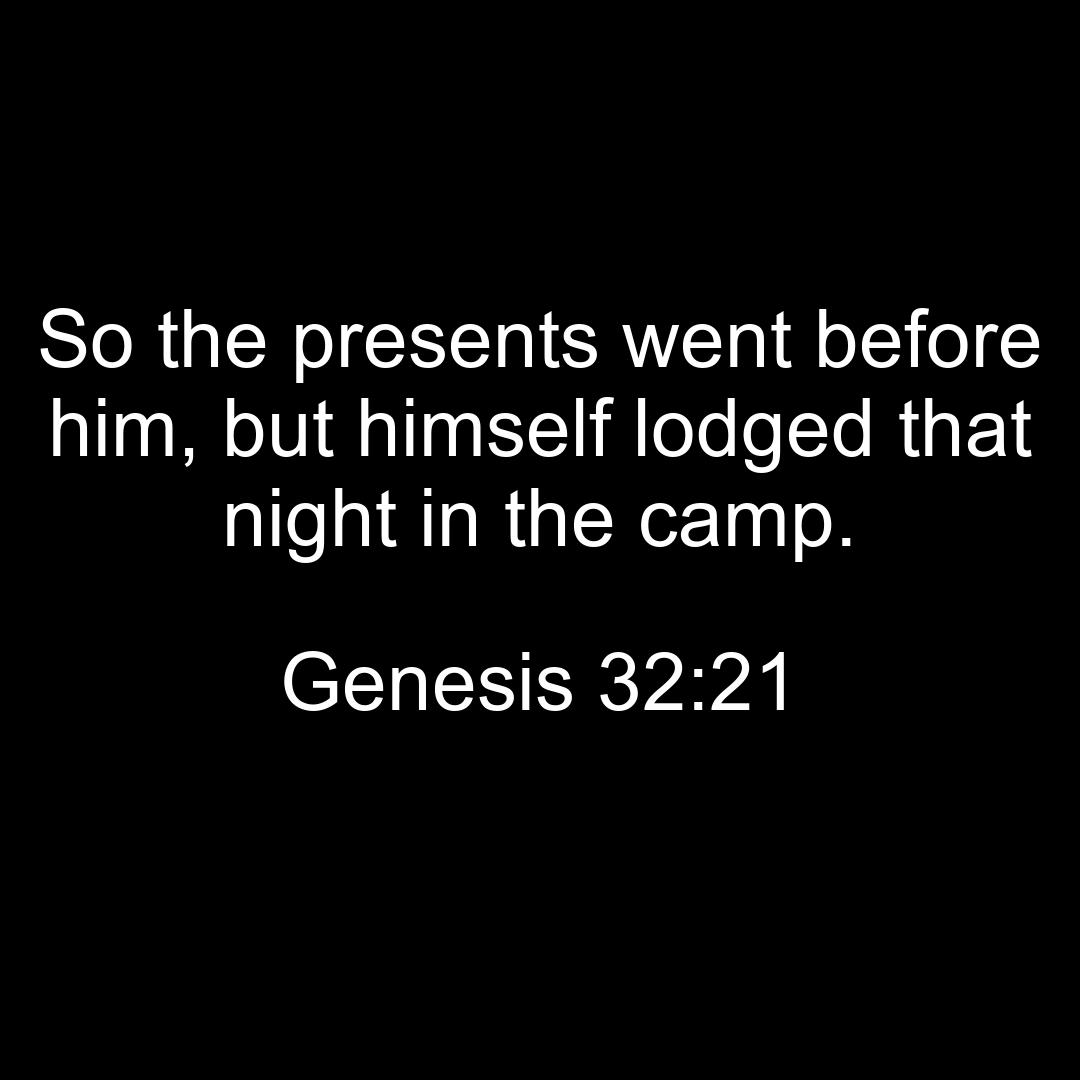 So the presents went before
him, but himself lodged that
night in the camp.
Genesis 32:21